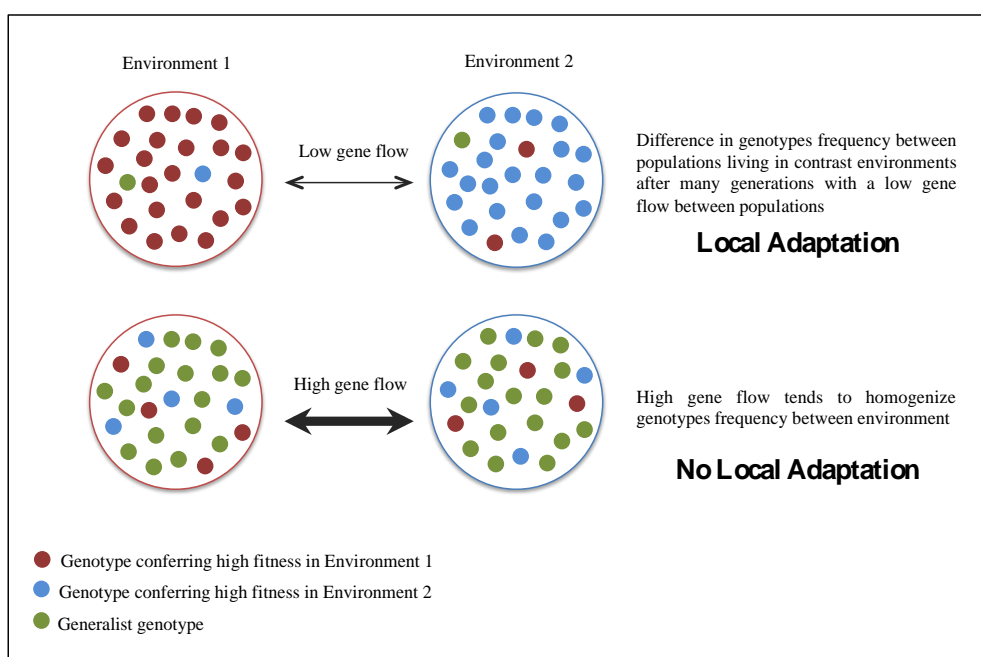 Environment 1
Environment 2
Low gene flow
Difference in genotypes frequency between
populations living in contrast environments
after many generations with a low gene
flow between populations
Local Adaptation
High gene flow
High gene flow tends to homogenize
genotypes frequency between environment
No Local Adaptation
Genotype conferring high fitness in Environment 1
Genotype conferring high fitness in Environment 2
Generalist genotype